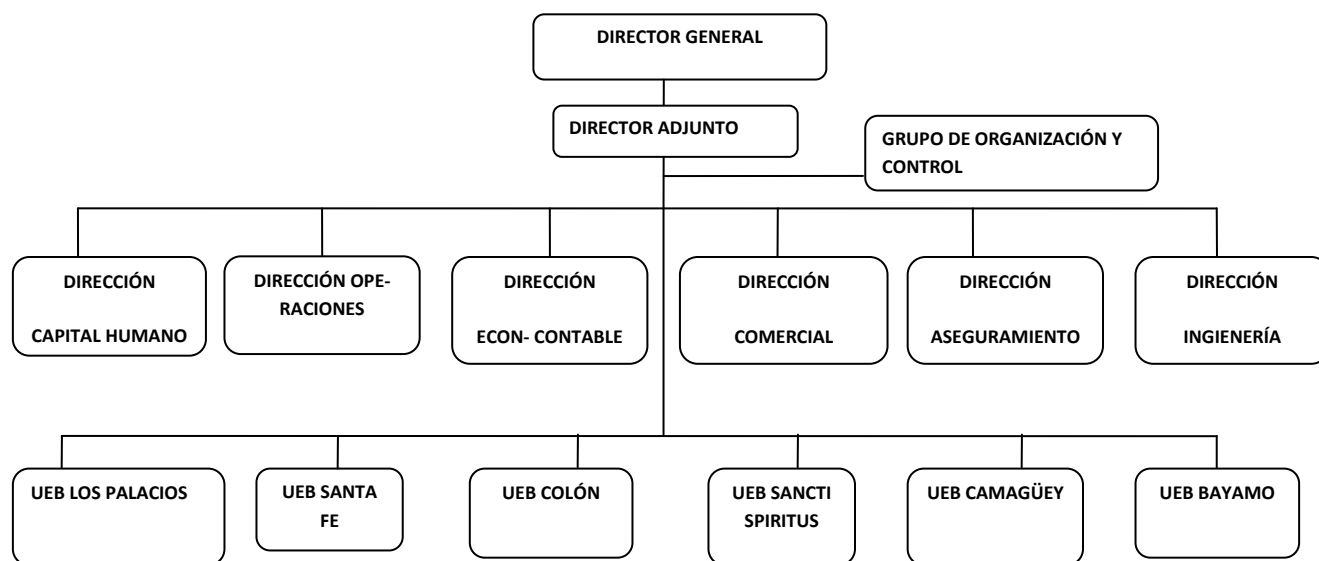 DIRECTOR GENERAL
DIRECTOR ADJUNTO
GRUPO DE ORGANIZACIÓN Y
CONTROL
DIRECCIÓN
CAPITAL HUMANO
DIRECCIÓN OPE-
RACIONES
DIRECCIÓN
ECON- CONTABLE
DIRECCIÓN
COMERCIAL
DIRECCIÓN
ASEGURAMIENTO
DIRECCIÓN
INGIENERÍA
UEB LOS PALACIOS
UEB SANTA
FE
UEB COLÓN
UEB SANCTI
SPIRITUS
UEB CAMAGÜEY
UEB BAYAMO